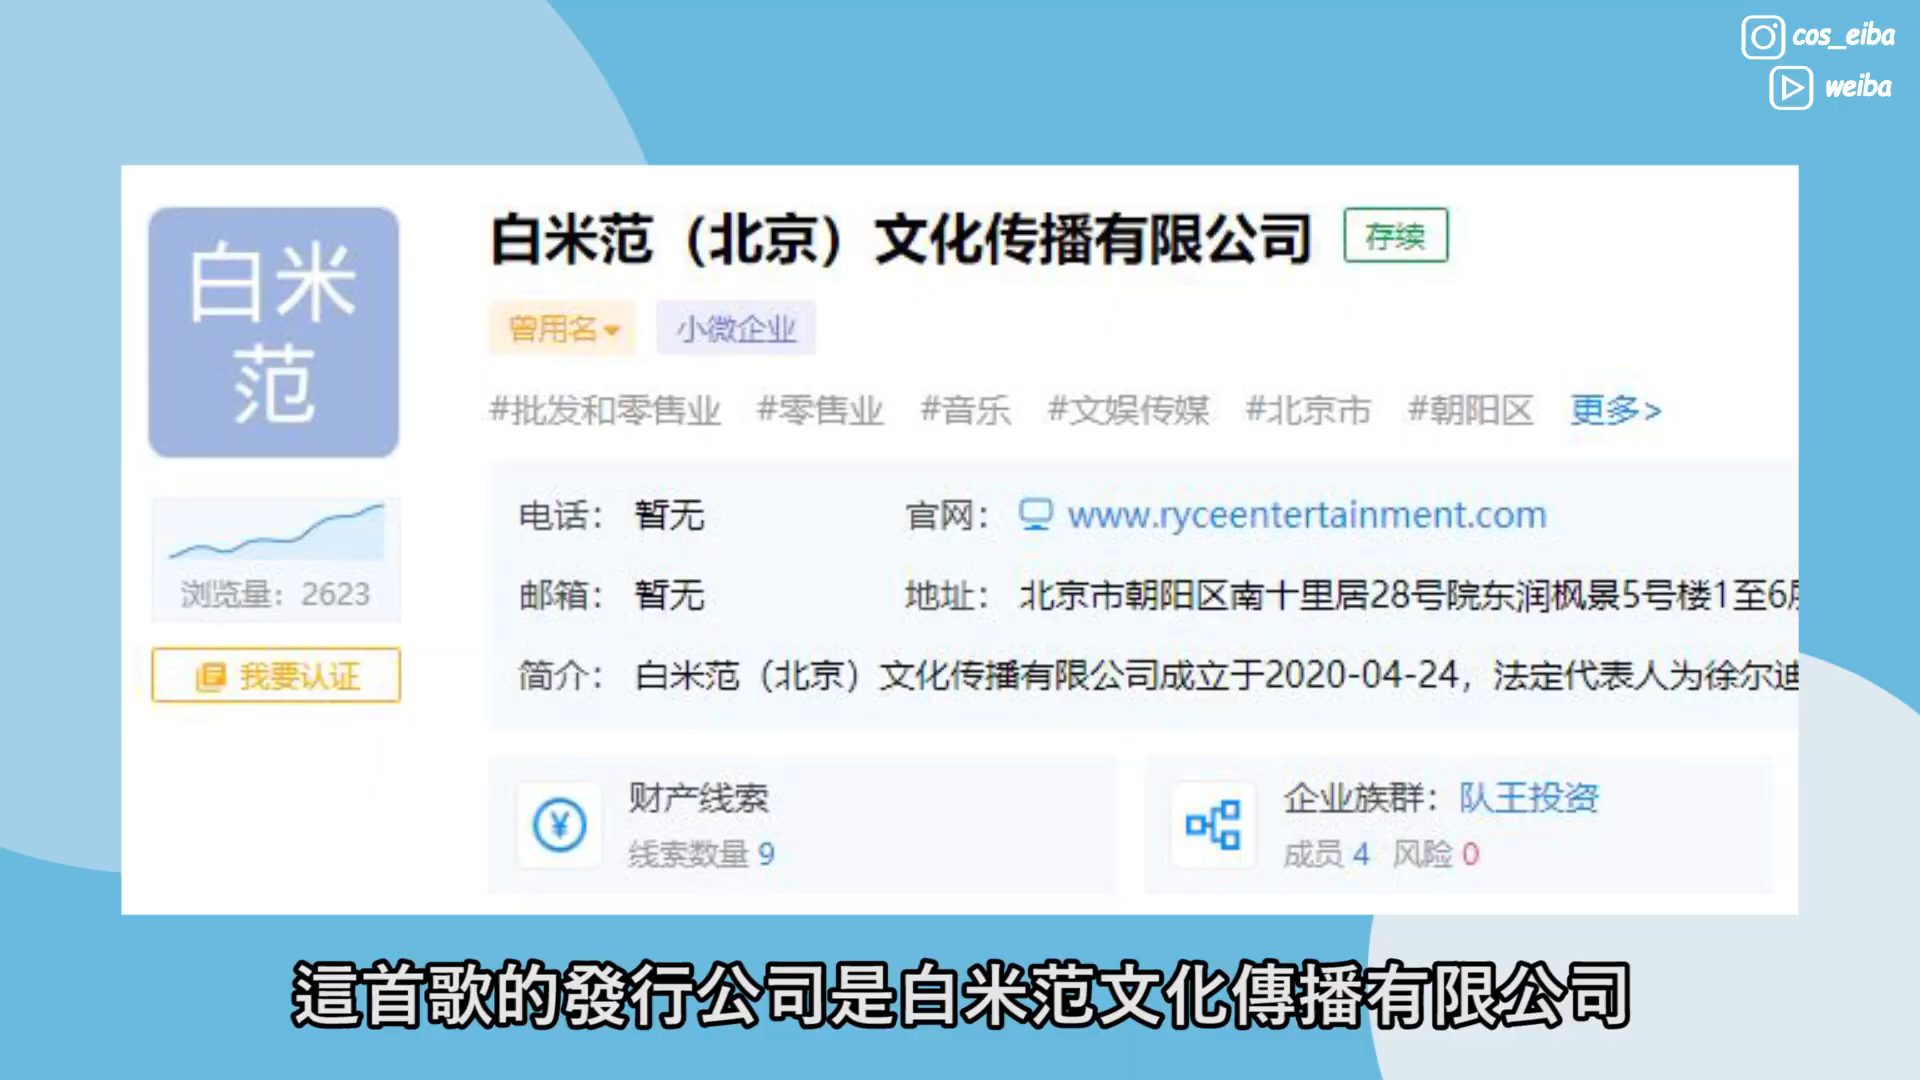 cos_eiba
weiba
白米范
白米范（北京）文化传播有限公司 存续
曾用名 小微企业
#批发和零售业 #零售业 #音乐 #文娱传媒 #北京市 #朝阳区 更多>
电话： 暂无 官网： www.ryceentertainment.com
浏览量：2623
邮箱： 暂无 地址： 北京市朝阳区南十里居28号院东润枫景5号楼1至6
我要认证
简介： 白米范（北京）文化传播有限公司成立于2020-04-24，法定代表人为徐尔迪
财产线索
线索数量 9
企业族群：队王投资
成员 4 风险 0
這首歌的發行公司是白米范文化傳播有限公司